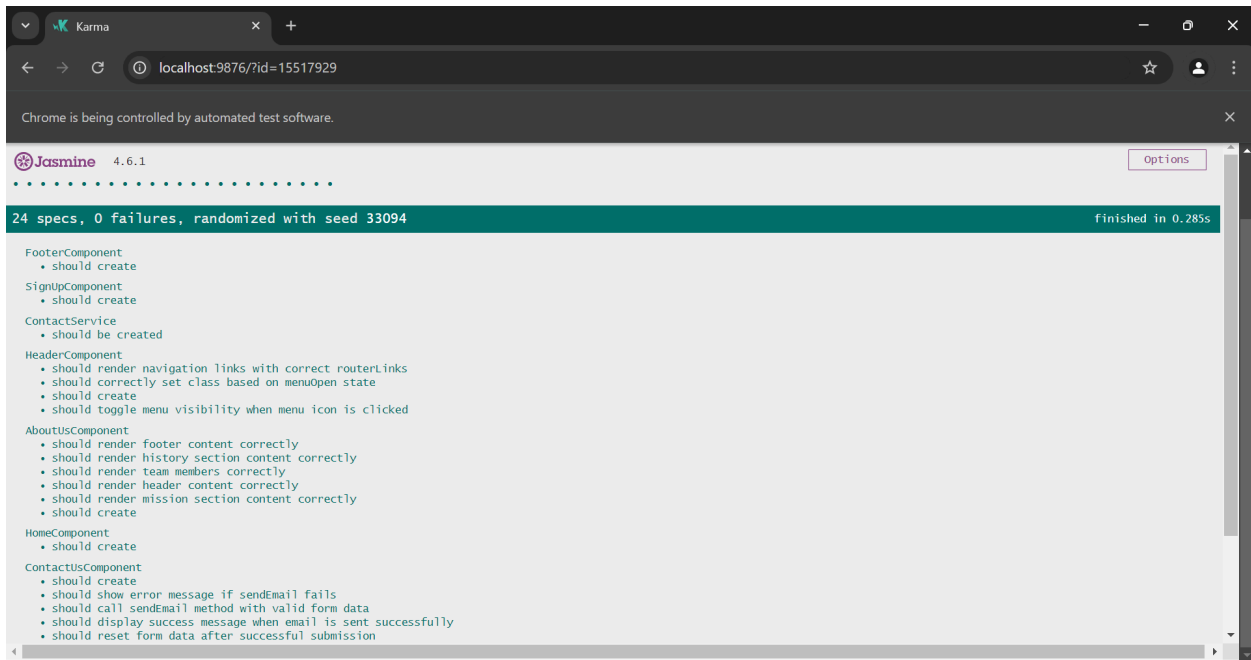 Karma
localhost:9876/?id=15517929
Chrome is being controlled by automated test software.
Jasmine 4.6.1
Options
24 specs, 0 failures, randomized with seed 33094
finished in 0.285s
FooterComponent
• should create
SignUpComponent
• should create
ContactService
• should be created
HeaderComponent
• should render navigation links with correct routerLinks
• should correctly set class based on menuOpen state
• should create
• should toggle menu visibility when menu icon is clicked
AboutUsComponent
• should render footer content correctly
• should render history section content correctly
• should render team members correctly
• should render header content correctly
• should render mission section content correctly
• should create
HomeComponent
• should create
ContactUsComponent
• should create
• should show error message if sendEmail fails
• should call sendEmail method with valid form data
• should display success message when email is sent successfully
• should reset form data after successful submission